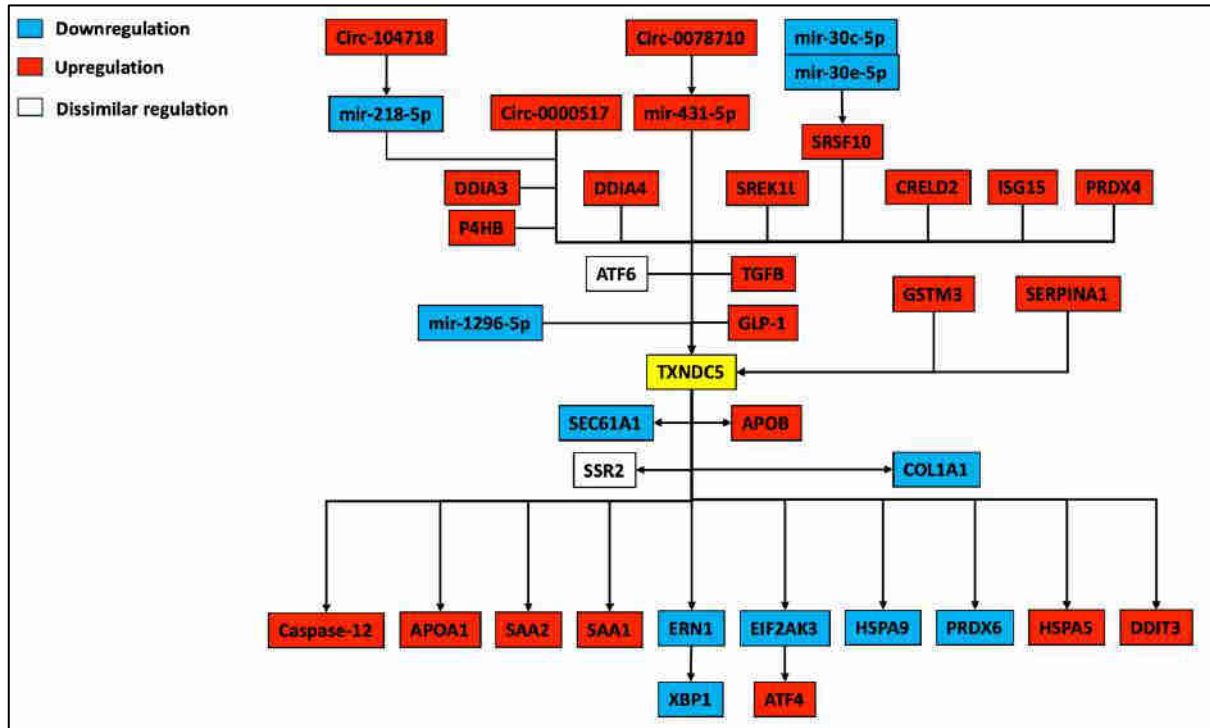 Downregulation
Upregulation
Dissimilar regulation
Circ-104718
Circ-0078710
mir-30c-5p
mir-30e-5p
mir-218-5p
Circ-0000517
mir-431-5p
SRSF10
DDIA3
DDIA4
SREK1L
CRELD2
ISG15
PRDX4
P4HB
ATF6
TGFB
GSTM3
SERPINA1
mir-1296-5p
GLP-1
TXNDC5
SEC61A1
APOB
SSR2
COL1A1
Caspase-12
APOA1
SAA2
SAA1
ERN1
EIF2AK3
HSPA9
PRDX6
HSPA5
DDIT3
XBP1
ATF4